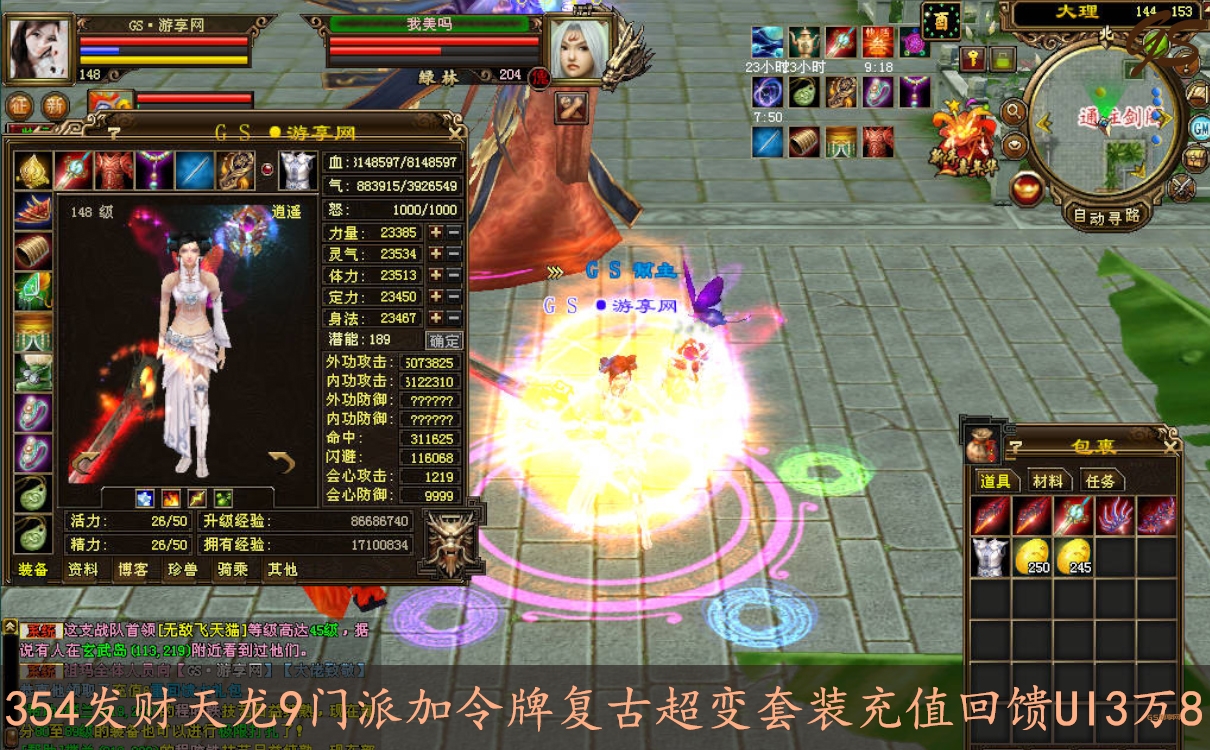 GS·游享网
148
我美吗
绿林
204
征
新
23小时
23小时
9:18
7:50
酉
大理
144 153
北
GM
自动寻路
GS●游享网
148 级
逍遥
血:
8148597/8148597
气:
883915/3926549
怒:
1000/1000
力量: 23385
灵气: 23534
体力: 23513
定力: 23450
身法: 23467
潜能: 189
确定
外功攻击:
内功攻击:
外功防御: ??????
内功防御: ??????
命中: 311625
闪避: 116068
会心攻击: 1219
会心防御: 9999
活力: 26/50
升级经验: 86686740
精力: 26/50
拥有经验: 17100834
装备 资料 博客 珍兽 骑乘 其他
GS 帮主
GS ●游享网
包裹
道具 材料 任务
250
245
系统 这支战队首领[无敌飞天猫]等级高达45级，据
说有人在玄武岛(113,219)附近看到过他们。
354发财天龙9门派加令牌复古超变套装充值回馈UI3万8